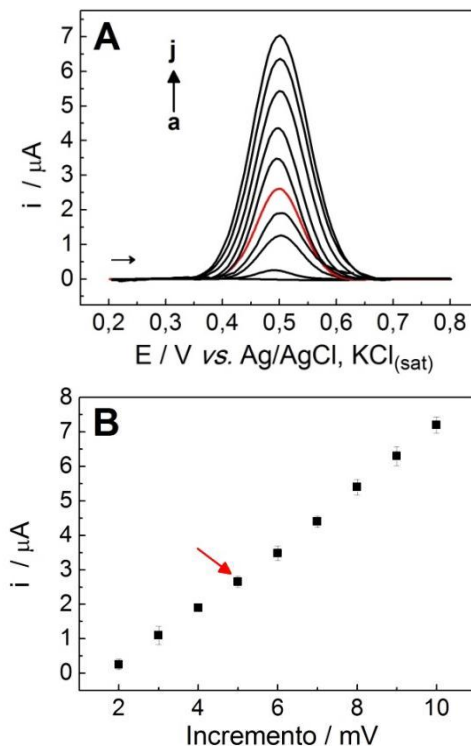 A
j
a
i / μA
7
6
5
4
3
2
1
0
→
0,2 0,3 0,4 0,5 0,6 0,7 0,8
E / V vs. Ag/AgCl, KCl(sat)
B
i / μA
8
7
6
5
4
3
2
1
0
2 4 6 8 10
Incremento / mV